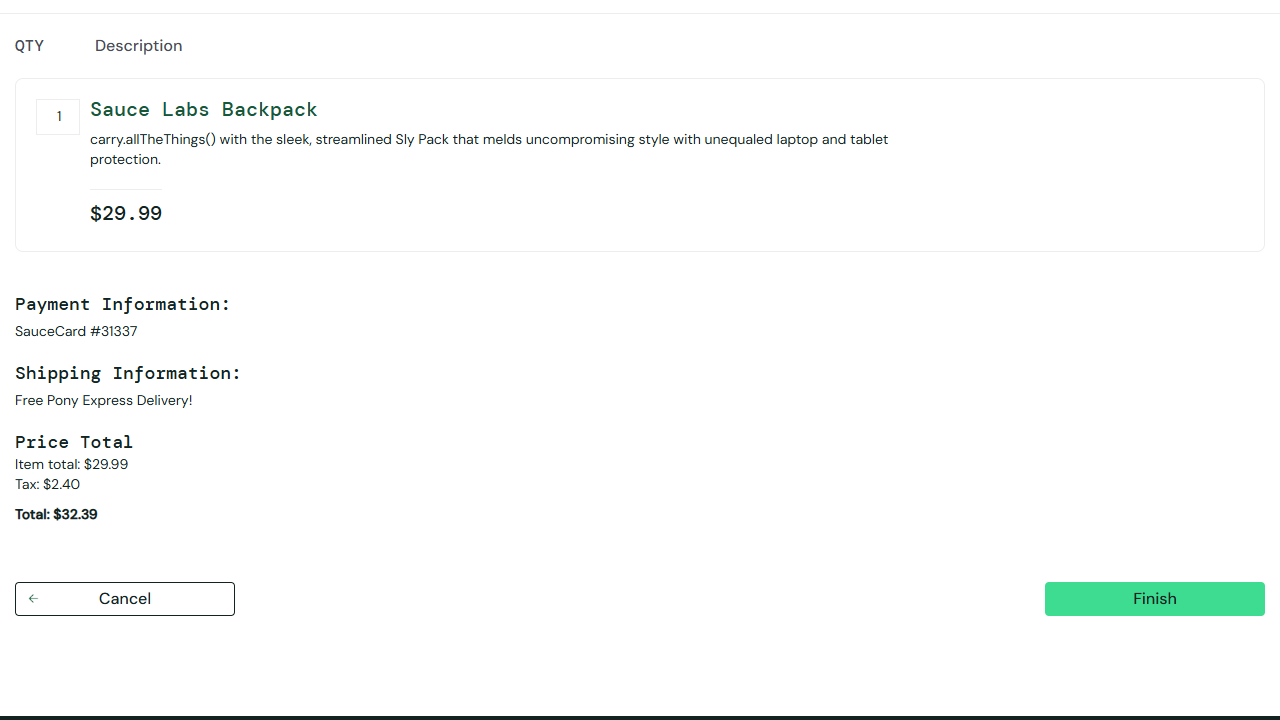 QTY Description
1 Sauce Labs Backpack
carry.allTheThings() with the sleek, streamlined Sly Pack that melds uncompromising style with unequaled laptop and tablet
protection.
$29.99
Payment Information:
SauceCard #31337
Shipping Information:
Free Pony Express Delivery!
Price Total
Item total: $29.99
Tax: $2.40
Total: $32.39
Cancel Finish